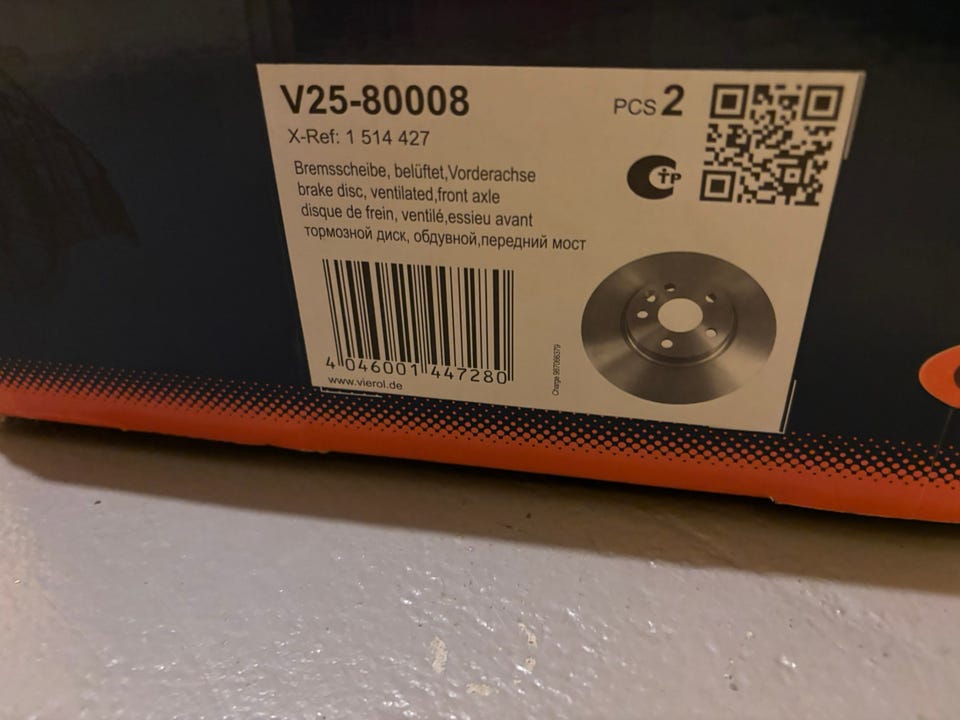 V25-80008
PCS 2
X-Ref: 1 514 427
Bremsscheibe, belüftet,Vorderachse
brake disc, ventilated,front axle
disque de frein, ventilé,essieu avant
тормозной диск, обдувной,передний мост
4 046001 447280
www.vierol.de